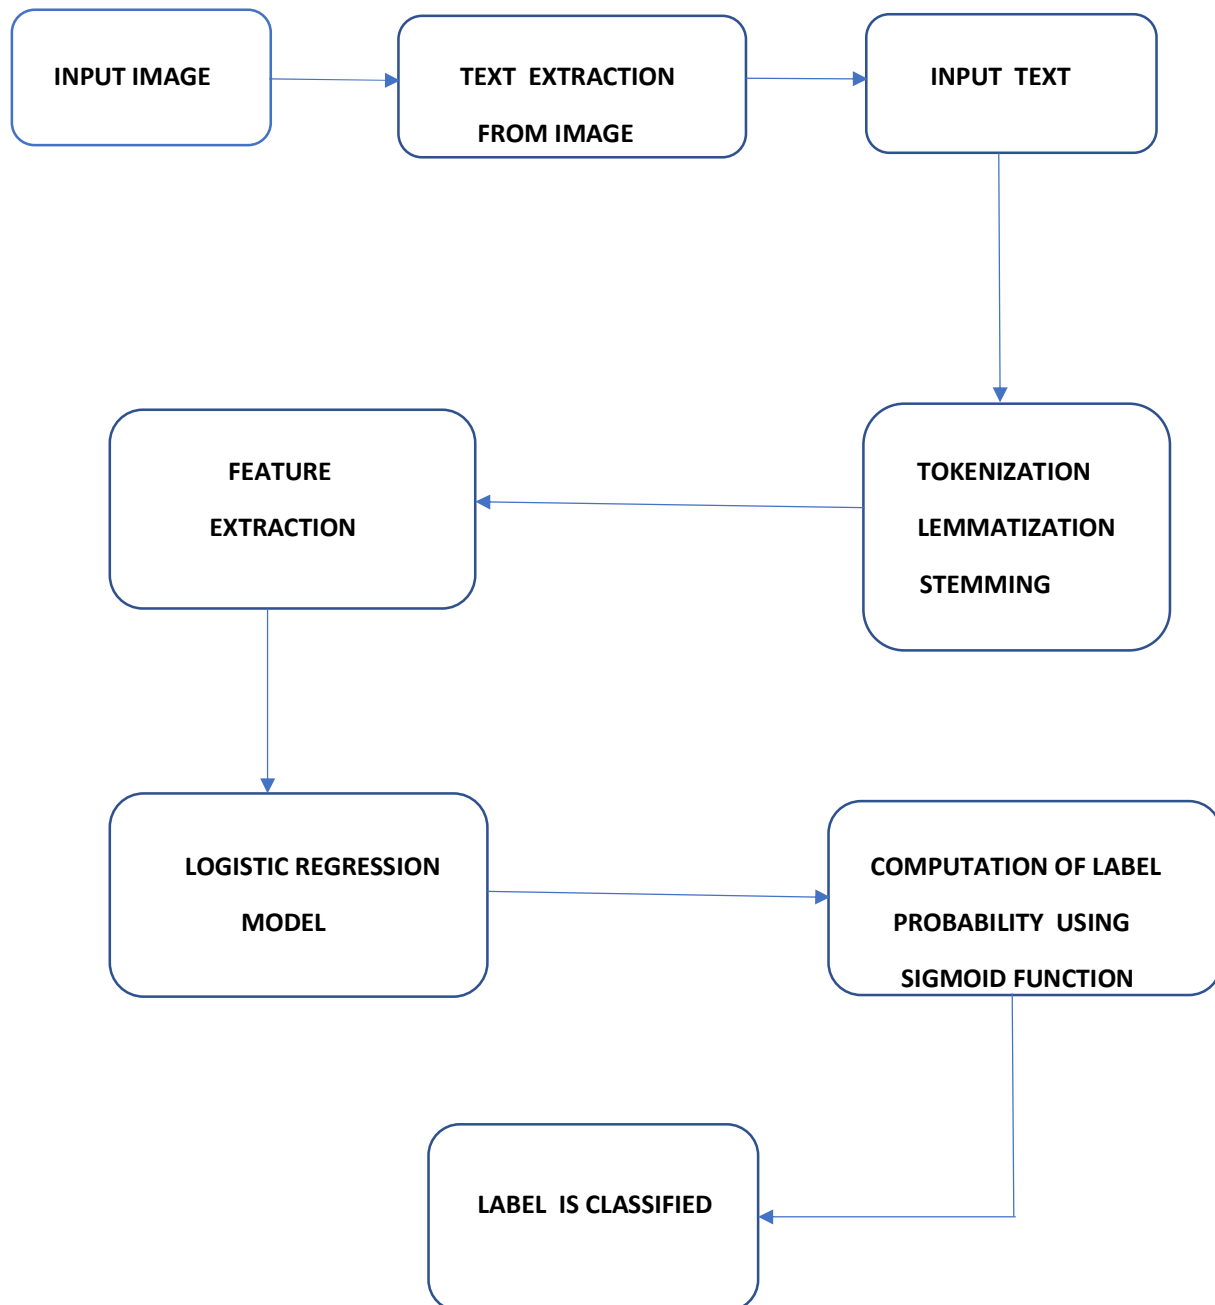 INPUT IMAGE
TEXT EXTRACTION
FROM IMAGE
INPUT TEXT
TOKENIZATION
LEMMATIZATION
STEMMING
FEATURE
EXTRACTION
LOGISTIC REGRESSION
MODEL
COMPUTATION OF LABEL
PROBABILITY USING
SIGMOID FUNCTION
LABEL IS CLASSIFIED